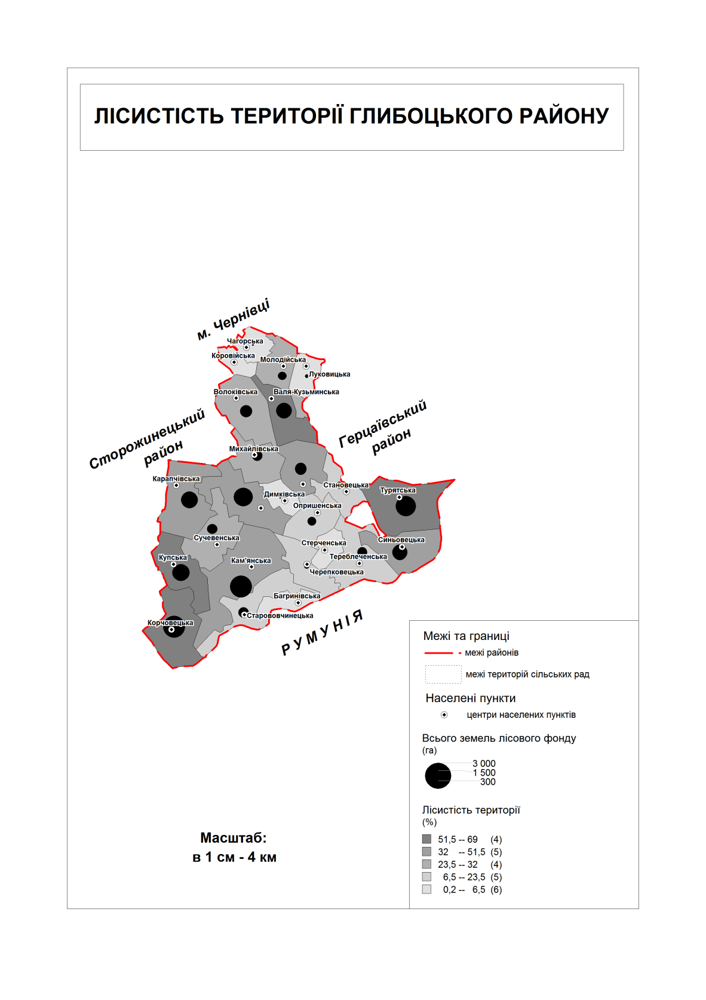 ЛІСИСТІСТЬ ТЕРИТОРІЇ ГЛИБОЦЬКОГО РАЙОНУ
м. Чернівці
Чагорська
Коровійська
Молодійська
Луковицька
Волоківська
Валя-Кузьминська
Сторожинецький
район
Герцаївський
район
Михайлівська
Карапчівська
Становецька
Турятська
Димківська
Опришенська
Сучевенська
Стерченська
Синьовецька
Купська
Кам'янська
Тереблеченська
Черепковецька
Багринівська
Старововчинецька
Корчовецька
РУМУНІЯ
Межі та границі
межі районів
межі територій сільських рад
Населені пункти
центри населених пунктів
Всього земель лісового фонду
(га)
3 000
1 500
300
Лісистість території
(%)
51,5 -- 69 (4)
32 -- 51,5 (5)
23,5 -- 32 (4)
6,5 -- 23,5 (5)
0,2 -- 6,5 (6)
Масштаб:
в 1 см - 4 км